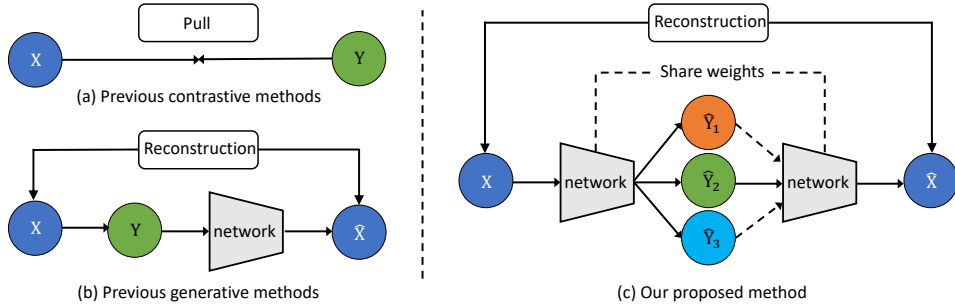 Pull
X
Y
(a) Previous contrastive methods
Reconstruction
X
Y
network
X̂
(b) Previous generative methods
Reconstruction
Share weights
X
network
Ŷ₁
Ŷ₂
Ŷ₃
network
X̂
(c) Our proposed method